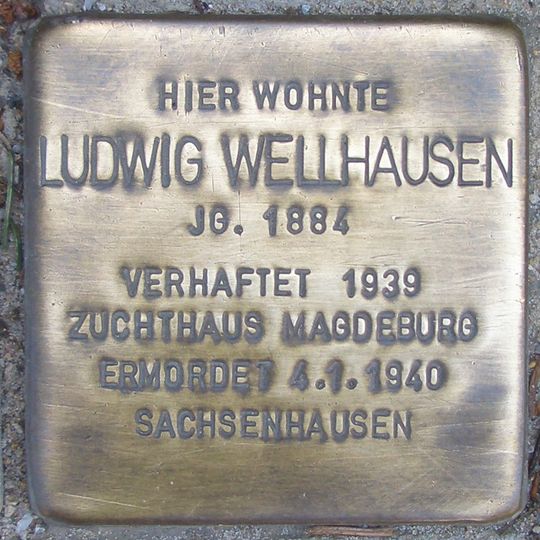 HIER WOHNTE
LUDWIG WELLHAUSEN
JG. 1884
VERHAFTET 1939
ZUCHTHAUS MAGDEBURG
ERMORDET 4.1.1940
SACHSENHAUSEN